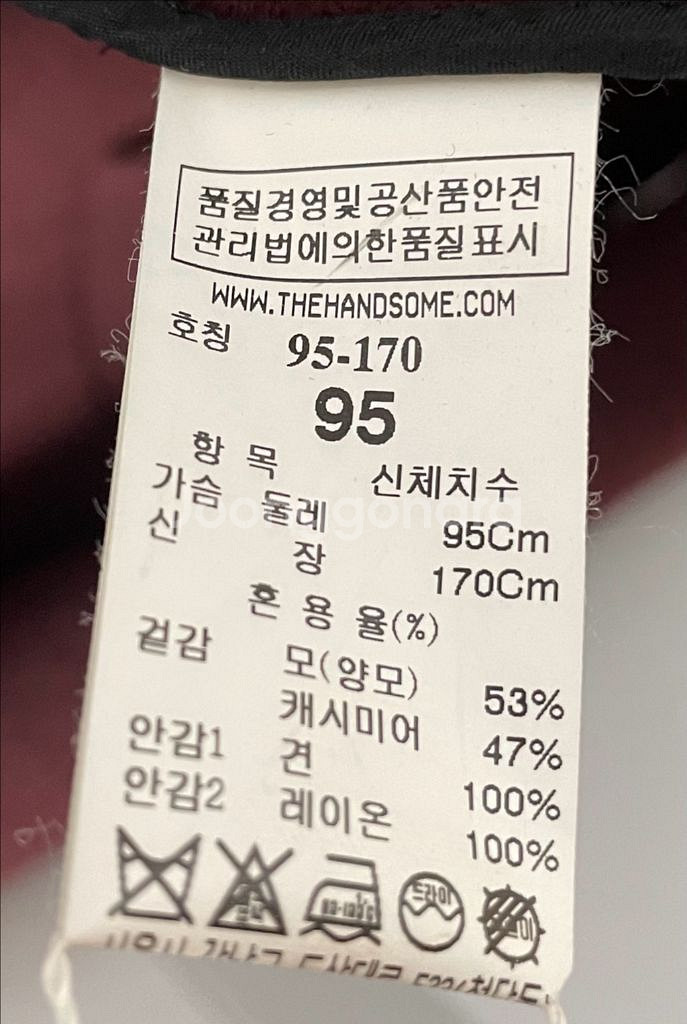 품질경영및공산품안전
관리법에의한품질표시
WWW.THEHANDSOME.COM
호칭 95-170
95
항 목 신체치수
가슴 둘레 95Cm
신 장 170Cm
혼 용 율(%)
겉감 모(양모) 53%
캐시미어 47%
안감1 견 100%
안감2 레이온 100%
드라이